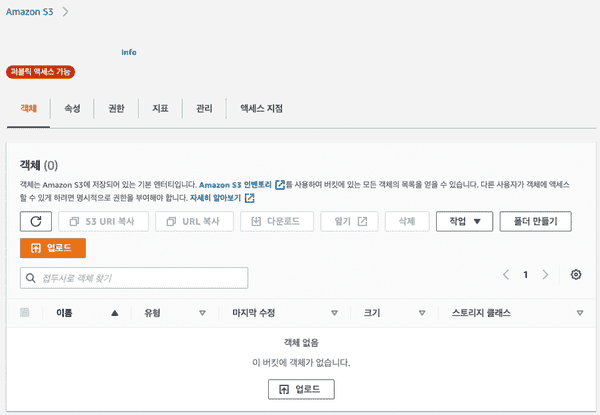 Amazon S3
Info
퍼블릭 액세스 가능
객체 속성 권한 지표 관리 액세스 지점
객체 (0)
객체는 Amazon S3에 저장되어 있는 기본 엔터티입니다. Amazon S3 인벤토리 를 사용하여 버킷에 있는 모든 객체의 목록을 얻을 수 있습니다. 다른 사용자가 객체에 액세스
할 수 있게 하려면 명시적으로 권한을 부여해야 합니다. 자세히 알아보기
S3 URI 복사 URL 복사 다운로드 열기 삭제 작업 폴더 만들기
업로드
접두사로 객체 찾기 1
이름 유형 마지막 수정 크기 스토리지 클래스
객체 없음
이 버킷에 객체가 없습니다.
업로드